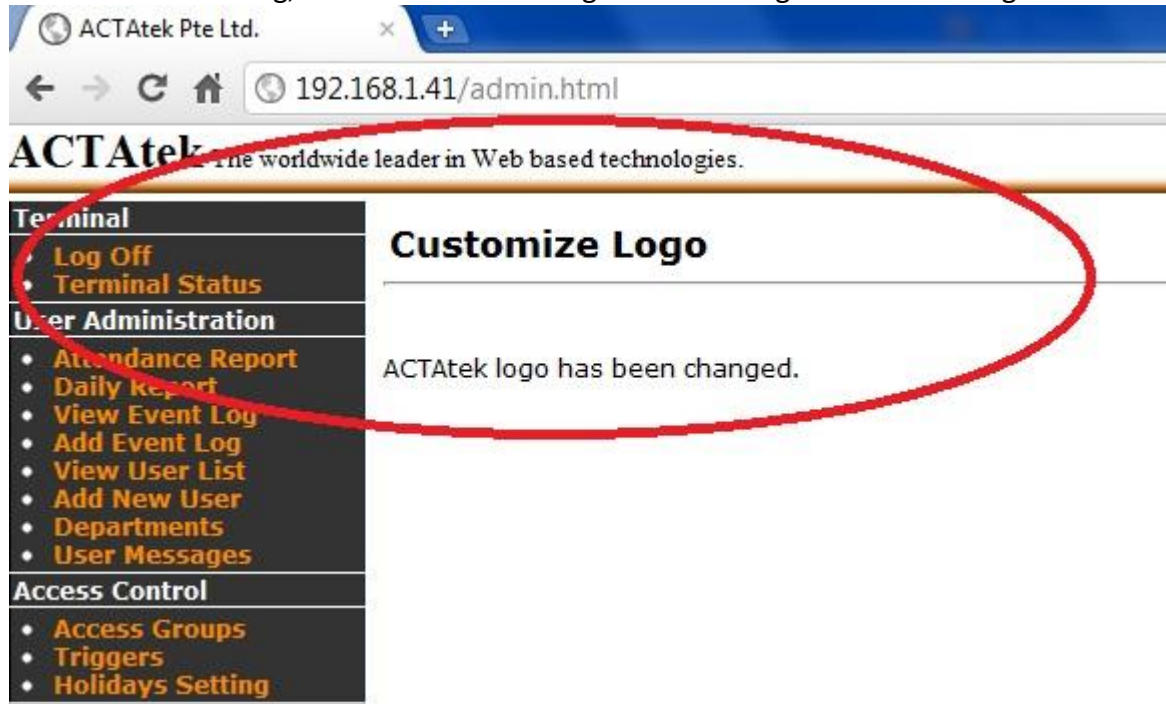 ACTAtek Pte Ltd.
192.168.1.41/admin.html
ACTAtek The worldwide leader in Web based technologies.
Terminal
Log Off
Terminal Status
User Administration
Attendance Report
Daily Report
View Event Log
Add Event Log
View User List
Add New User
Departments
User Messages
Access Control
Access Groups
Triggers
Holidays Setting
Customize Logo
ACTAtek logo has been changed.